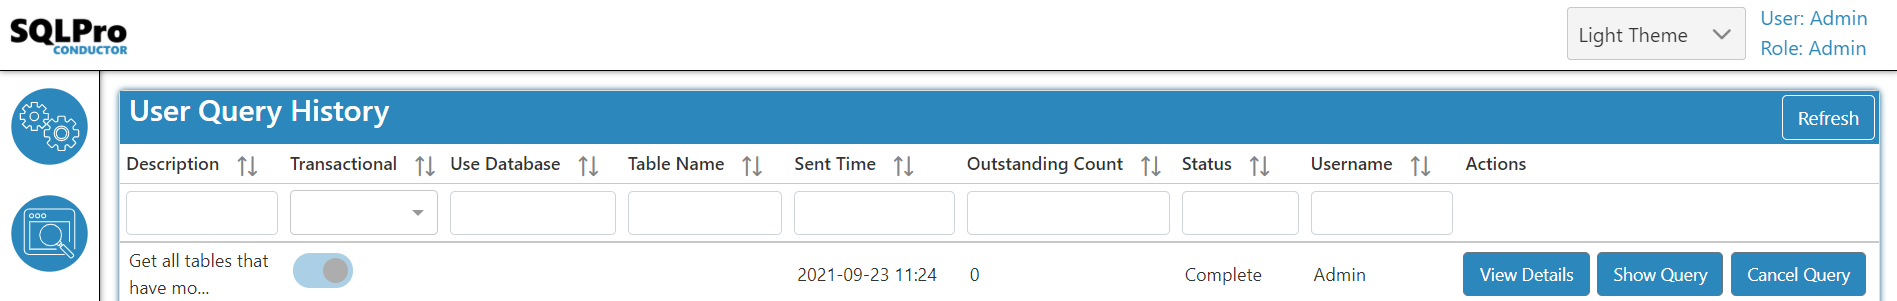 SQLPro
CONDUCTOR
Light Theme
User: Admin
Role: Admin
User Query History
Refresh
Description Transactional Use Database Table Name Sent Time Outstanding Count Status Username Actions
Get all tables that
have mo...
2021-09-23 11:24 0 Complete Admin View Details Show Query Cancel Query